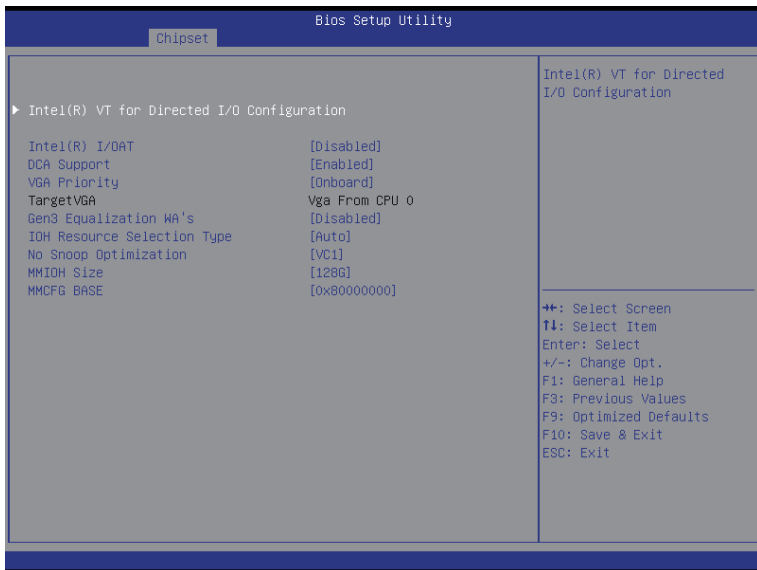 Bios Setup Utility
Chipset
Intel(R) VT for Directed I/O Configuration
Intel(R) I/OAT [Disabled]
DCA Support [Enabled]
VGA Priority [Onboard]
TargetVGA Vga From CPU 0
Gen3 Equalization WA's [Disabled]
IOH Resource Selection Type [Auto]
No Snoop Optimization [VC1]
MMIOH Size [128G]
MMCFG BASE [0x80000000]
Intel(R) VT for Directed
I/O Configuration
→←: Select Screen
↑↓: Select Item
Enter: Select
+/-: Change Opt.
F1: General Help
F3: Previous Values
F9: Optimized Defaults
F10: Save & Exit
ESC: Exit